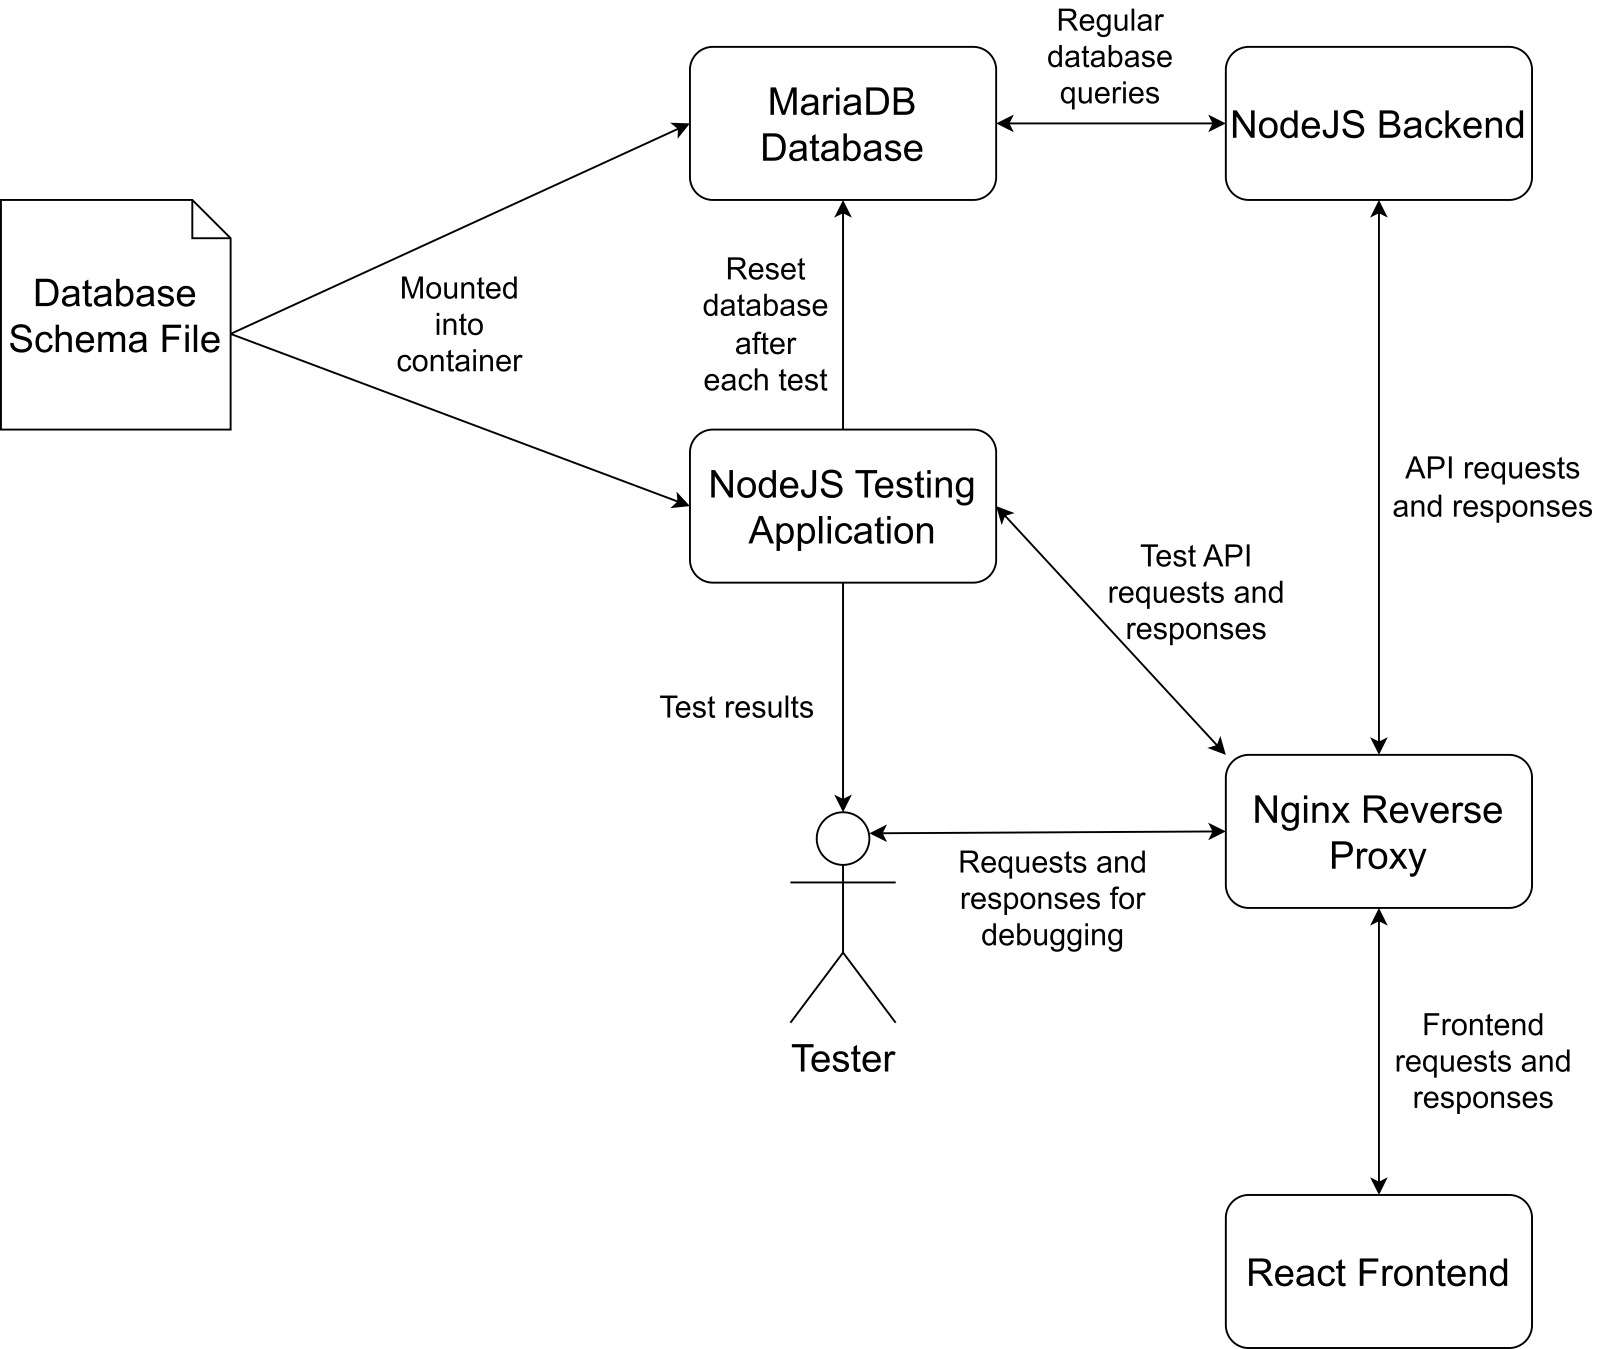 Regular
database
queries
MariaDB
Database
NodeJS Backend
Database
Schema File
Mounted
into
container
Reset
database
after
each test
NodeJS Testing
Application
API requests
and responses
Test API
requests and
responses
Test results
Nginx Reverse
Proxy
Requests and
responses for
debugging
Tester
Frontend
requests and
responses
React Frontend